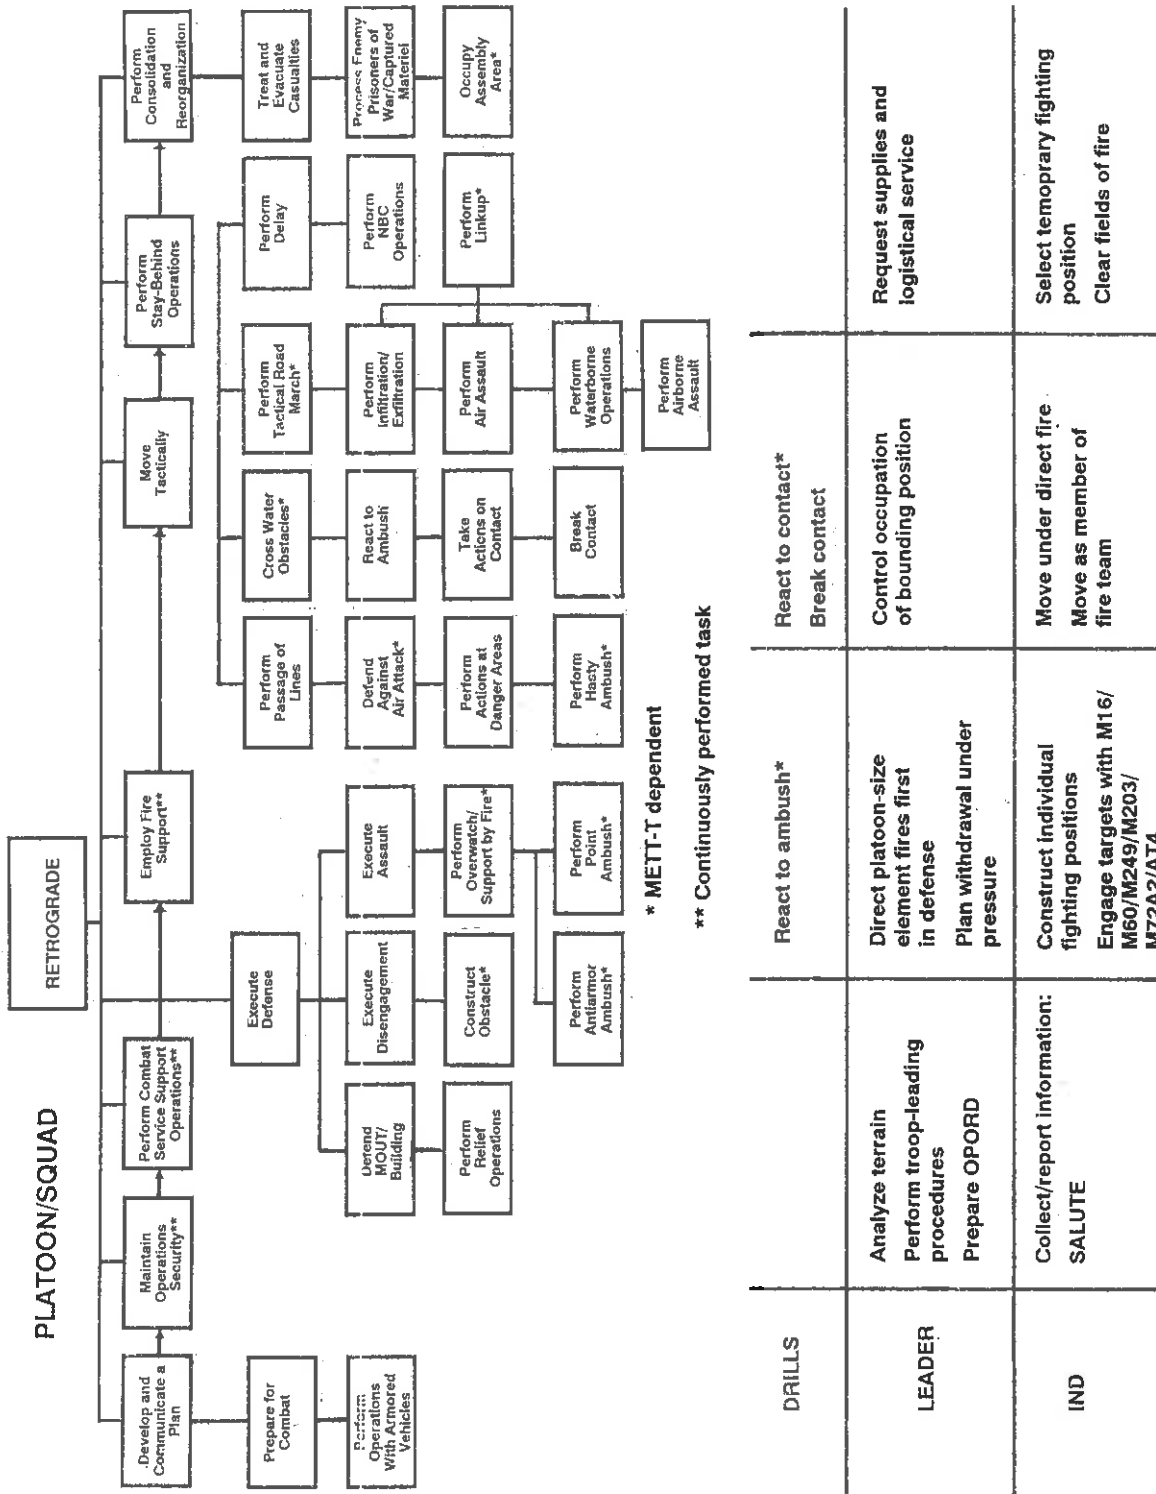 PLATOON/SQUAD
RETROGRADE
Develop and
Communicate a
Plan
Maintain
Operations
Security**
Perform Combat
Service Support
Operations**
Employ Fire
Support**
Move
Tactically
Perform
Stay-Behind
Operations
Perform
Consolidation
and
Reorganization
Prepare for
Combat
Perform
Operations
With Armored
Vehicles
Execute
Defense
Defend
MOUT/
Building
Execute
Disengagement
Execute
Assault
Perform
Relief
Operations
Construct
Obstacle*
Perform
Overwatch/
Support by Fire*
Perform
Antiarmor
Ambush*
Perform
Point
Ambush*
Perform
Passage of
Lines
Cross Water
Obstacles*
Perform
Tactical Road
March*
Perform
Delay
Defend
Against
Air Attack*
React to
Ambush
Perform
Infiltration/
Exfiltration
Perform
NBC
Operations
Perform
Actions at
Danger Areas
Take
Actions on
Contact
Perform
Air Assault
Perform
Linkup*
Perform
Hasty
Ambush*
Break
Contact
Perform
Waterborne
Operations
Perform
Airborne
Assault
Treat and
Evacuate
Casualties
Process Enemy
Prisoners of
War/Captured
Materiel
Occupy
Assembly
Area*
* METT-T dependent
** Continuously performed task
DRILLS
React to ambush*
React to contact*
Break contact
LEADER
Analyze terrain
Perform troop-leading
procedures
Prepare OPORD
Direct platoon-size
element fires first
in defense
Plan withdrawal under
pressure
Control occupation
of bounding position
Request supplies and
logistical service
IND
Collect/report information:
SALUTE
Construct individual
fighting positions
Engage targets with M16/
M60/M249/M203/
M72A2/AT4
Move under direct fire
Move as member of
fire team
Select temoprary fighting
position
Clear fields of fire